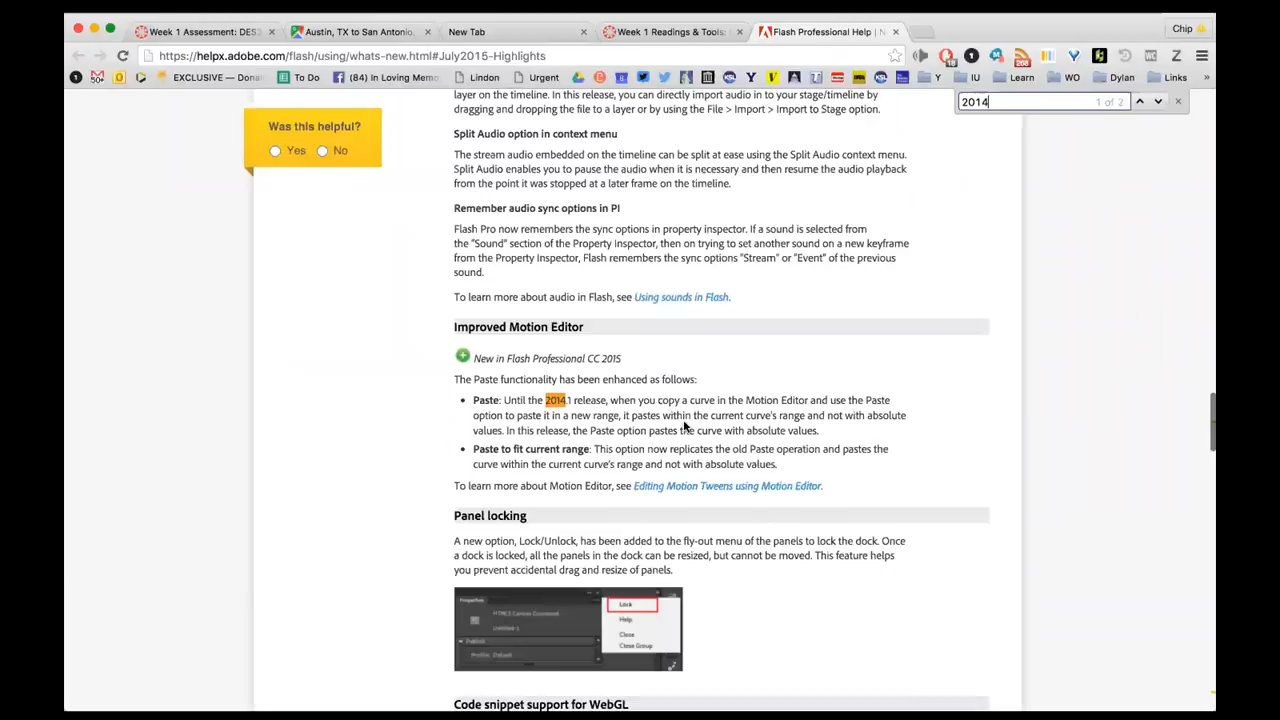 Week 1 Assessment: DES
Austin, TX to San Antonio,
New Tab
Week 1 Readings & Tools:
Flash Professional Help | N
Chip
https://helpx.adobe.com/flash/using/whats-new.html#July2015-Highlights
EXCLUSIVE — Dona
To Do
(84) In Loving Memo
Lindon
Urgent
Y
IU
Learn
WO
Dylan
Links
»
2014
1 of 2
layer on the timeline. In this release, you can directly import audio in to your stage/timeline by
dragging and dropping the file to a layer or by using the File > Import > Import to Stage option.
Was this helpful?
Yes No
Split Audio option in context menu
The stream audio embedded on the timeline can be split at ease using the Split Audio context menu.
Split Audio enables you to pause the audio when it is necessary and then resume the audio playback
from the point it was stopped at a later frame on the timeline.
Remember audio sync options in PI
Flash Pro now remembers the sync options in property inspector. If a sound is selected from
the "Sound" section of the Property Inspector, then on trying to set another sound on a new keyframe
from the Property Inspector, Flash remembers the sync options "Stream" or "Event" of the previous
sound.
To learn more about audio in Flash, see Using sounds in Flash.
Improved Motion Editor
New in Flash Professional CC 2015
The Paste functionality has been enhanced as follows:
• Paste: Until the 2014.1 release, when you copy a curve in the Motion Editor and use the Paste
option to paste it in a new range, it pastes within the current curve's range and not with absolute
values. In this release, the Paste option pastes the curve with absolute values.
• Paste to fit current range: This option now replicates the old Paste operation and pastes the
curve within the current curve's range and not with absolute values.
To learn more about Motion Editor, see Editing Motion Tweens using Motion Editor.
Panel locking
A new option, Lock/Unlock, has been added to the fly-out menu of the panels to lock the dock. Once
a dock is locked, all the panels in the dock can be resized, but cannot be moved. This feature helps
you prevent accidental drag and resize of panels.
Properties
Lock
HTML5 Canvas Document
Help
Untitled-1
Close
Publish
Close Group
Profile: Default
Code snippet support for WebGL